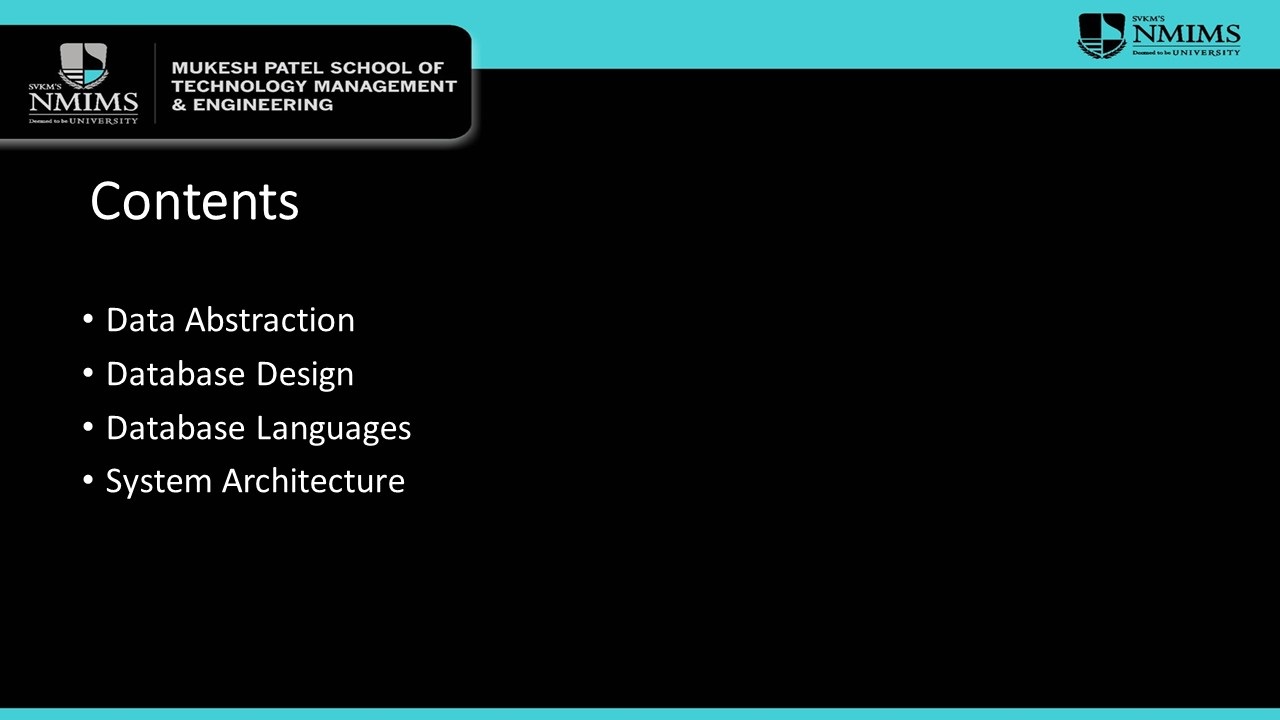 SVKM'S
NMIMS
Deemed to be UNIVERSITY
MUKESH PATEL SCHOOL OF
TECHNOLOGY MANAGEMENT
& ENGINEERING
SVKM'S
NMIMS
Deemed to be UNIVERSITY
Contents
• Data Abstraction
• Database Design
• Database Languages
• System Architecture